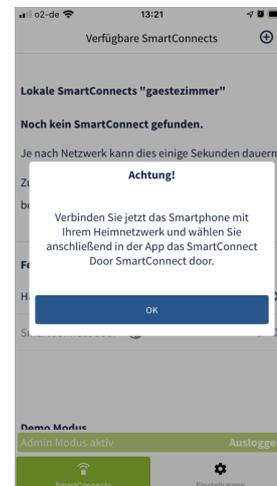 o2-de
13:21
Verfügbare SmartConnects
Lokale SmartConnects "gaestezimmer"
Noch kein SmartConnect gefunden.
Je nach Netzwerk kann dies einige Sekunden dauern
Achtung!
Verbinden Sie jetzt das Smartphone mit
Ihrem Heimnetzwerk und wählen Sie
anschließend in der App das SmartConnect
Door SmartConnect door.
OK
Demo Modus
Admin Modus aktiv
Auslogge
SmartConnects
Einstellungen